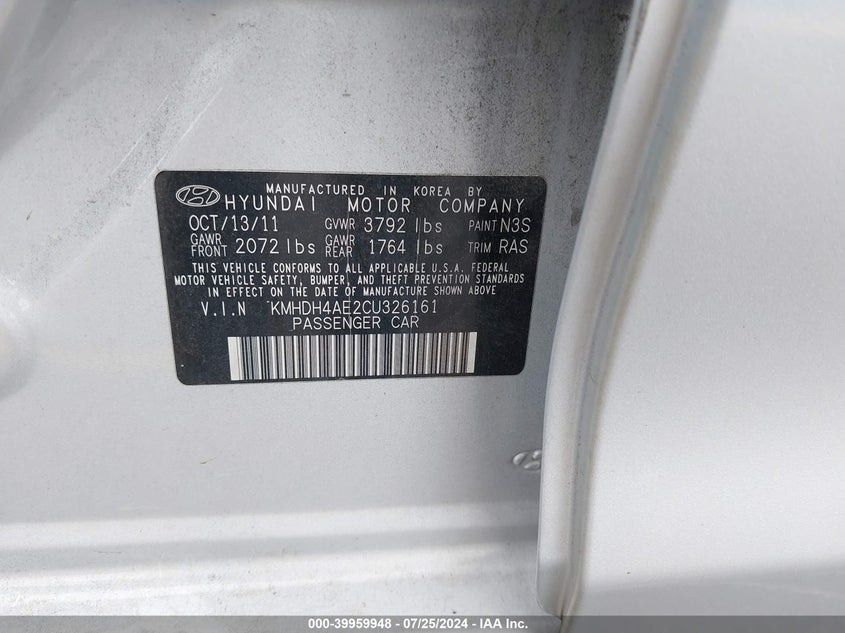 MANUFACTURED IN KOREA BY
HYUNDAI MOTOR COMPANY
OCT/13/11 GVWR 3792 lbs PAINT N3S
GAWR FRONT 2072 lbs GAWR REAR 1764 lbs TRIM RAS
THIS VEHICLE CONFORMS TO ALL APPLICABLE U.S.A. FEDERAL
MOTOR VEHICLE SAFETY, BUMPER, AND THEFT PREVENTION STANDARDS
IN EFFECT ON THE DATE OF MANUFACTURE SHOWN ABOVE
V.I.N KMHDH4AE2CU326161
PASSENGER CAR
000-39959948 - 07/25/2024 - IAA Inc.